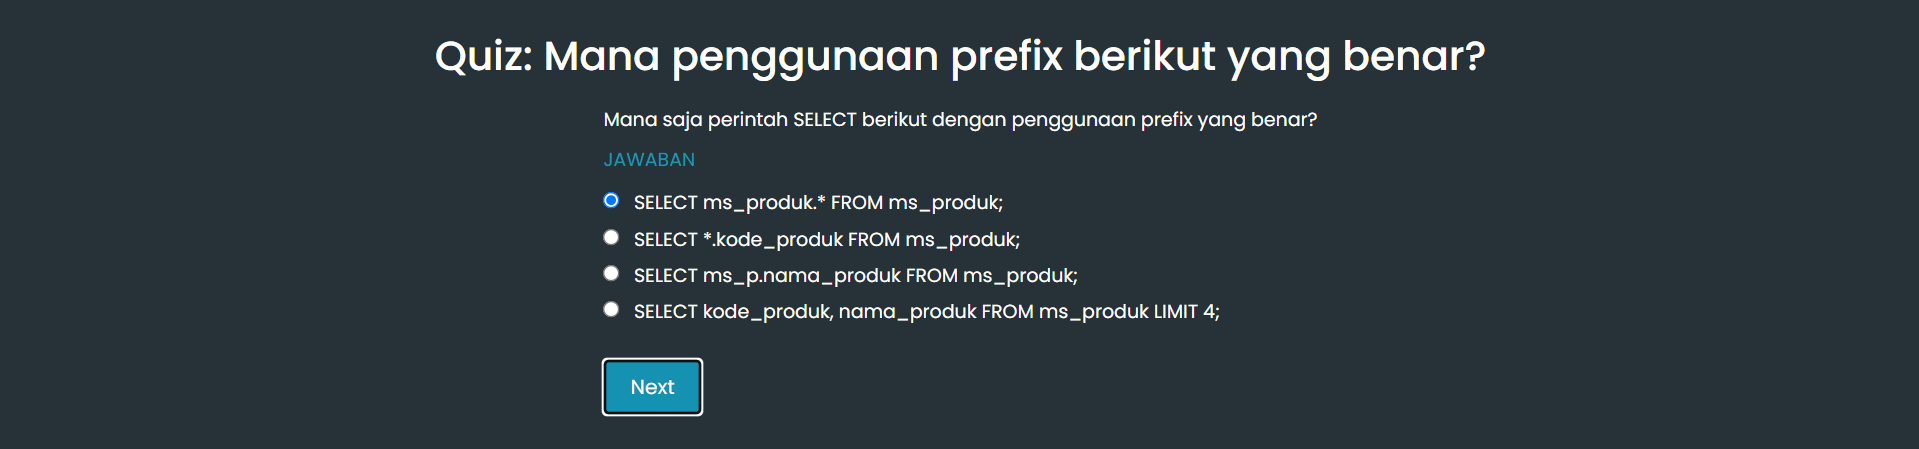 Quiz: Mana penggunaan prefix berikut yang benar?
Mana saja perintah SELECT berikut dengan penggunaan prefix yang benar?
JAWABAN
SELECT ms_produk.* FROM ms_produk;
SELECT *.kode_produk FROM ms_produk;
SELECT ms_p.nama_produk FROM ms_produk;
SELECT kode_produk, nama_produk FROM ms_produk LIMIT 4;
Next